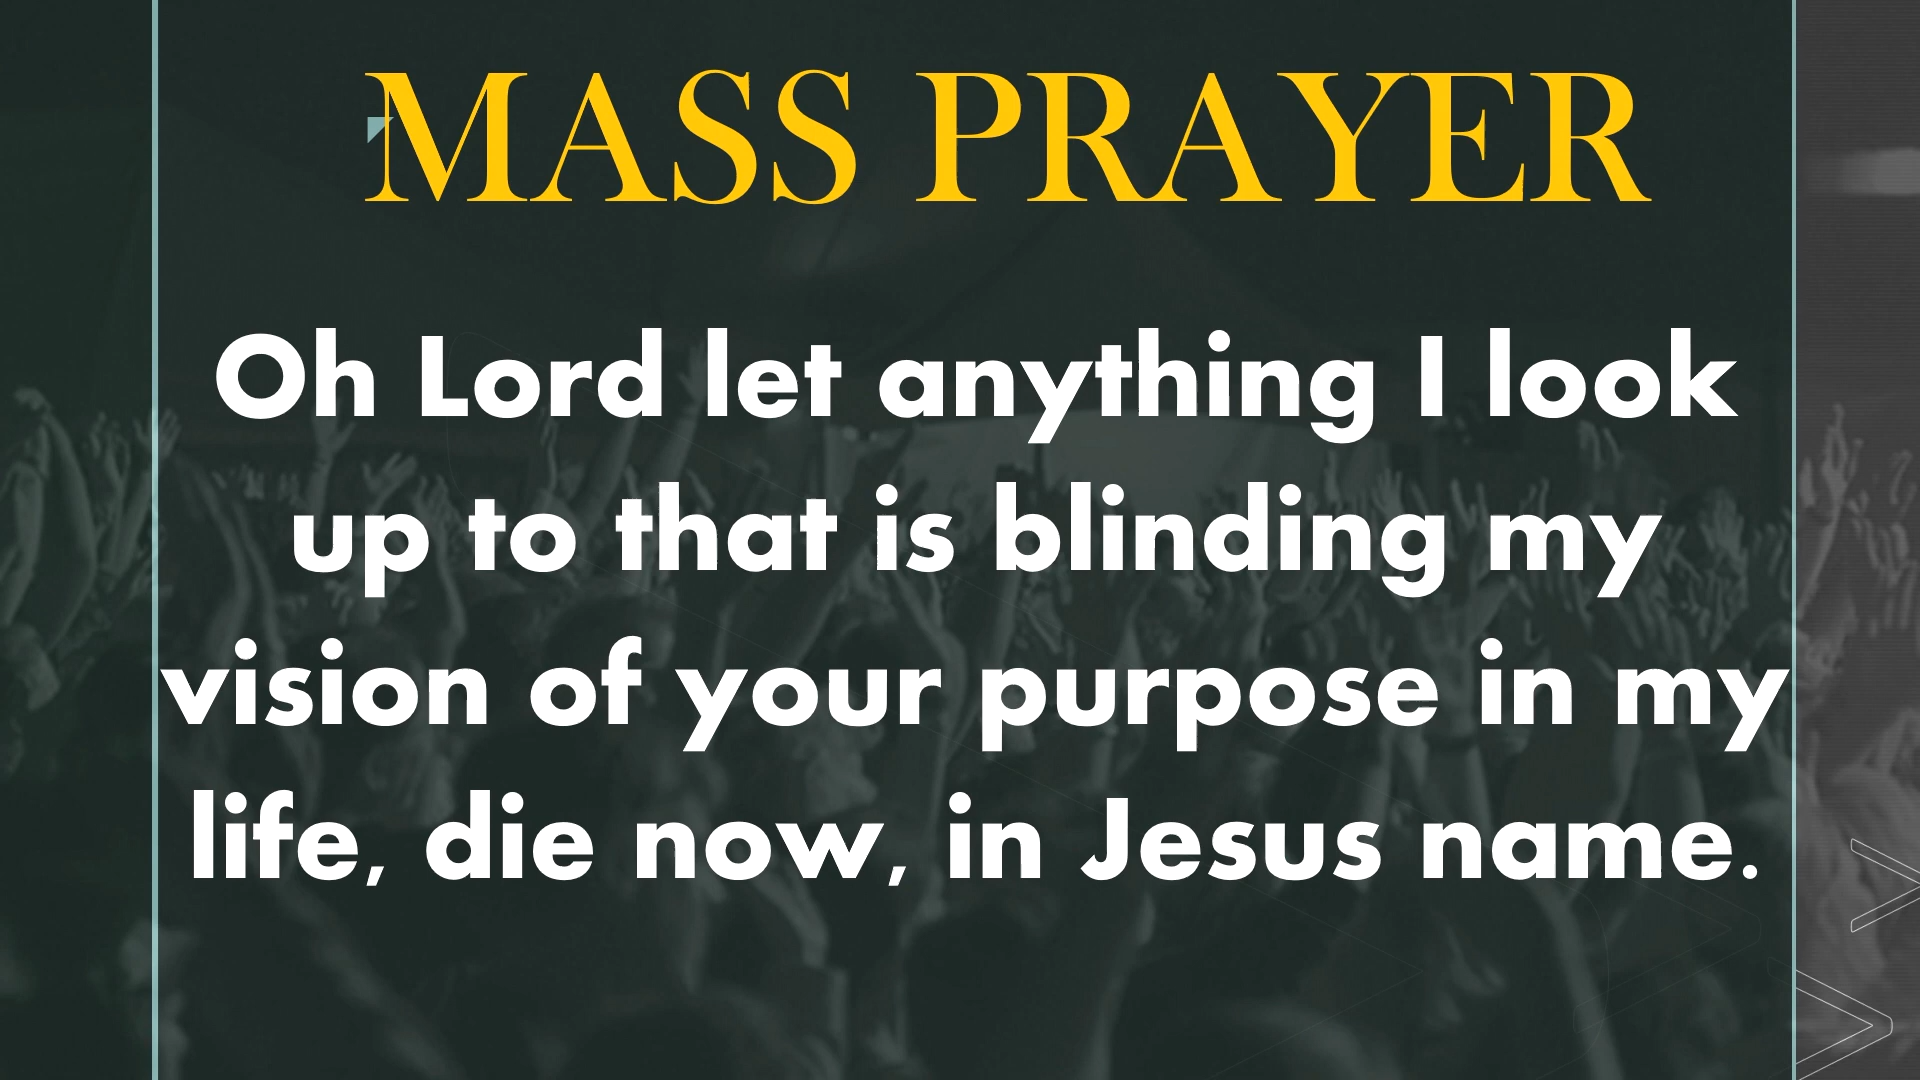 MASS PRAYER
Oh Lord let anything I look
up to that is blinding my
vision of your purpose in my
life, die now, in Jesus name.